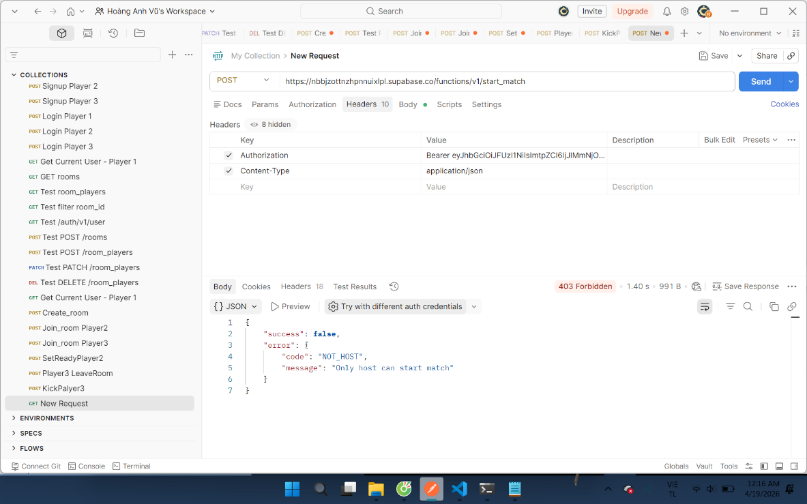 Hoàng Anh Vũ's Workspace
Search
Invite
Upgrade
PATCH Test
DEL Test D
POST Cre
POST Test
POST Joi
POST Joi
POST Set
POST Playe
POST KickP
POST Ne
No environment
HTTP My Collection > New Request
Save
Share
POST
https://nbbjzottnzhpnnuixlpl.supabase.co/functions/v1/start_match
Send
Docs Params Authorization Headers 10 Body Scripts Settings
Cookies
Headers 8 hidden
Key Value Description Bulk Edit Presets
Authorization
Content-Type application/json
Key Value Description
COLLECTIONS
POST Signup Player 2
POST Signup Player 3
POST Login Player 1
POST Login Player 2
POST Login Player 3
GET Get Current User - Player 1
GET GET rooms
GET Test room_players
GET Test filter room_id
GET Test /auth/v1/user
POST Test POST /rooms
POST Test POST /room_players
PATCH Test PATCH /room_players
DEL Test DELETE /room_players
GET Get Current User - Player 1
POST Create_room
POST Join_room Player2
POST Join_room Player3
POST SetReadyPlayer2
POST Player3 LeaveRoom
POST KickPalyer3
GET New Request
ENVIRONMENTS
SPECS
FLOWS
Body Cookies Headers 18 Test Results
403 Forbidden • 1.40 s • 991 B
Save Response
{} JSON
Preview
Try with different auth credentials
1 {
2 "success": false,
3 "error": {
4 "code": "NOT_HOST",
5 "message": "Only host can start match"
6 }
7 }
Connect Git Console Terminal
Globals Vault Tools
VIE
TL
12:16 AM
4/19/2026